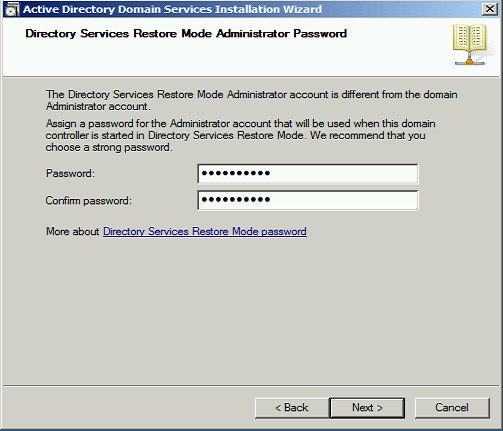 Active Directory Domain Services Installation Wizard
Directory Services Restore Mode Administrator Password
The Directory Services Restore Mode Administrator account is different from the domain
Administrator account.
Assign a password for the Administrator account that will be used when this domain
controller is started in Directory Services Restore Mode. We recommend that you
choose a strong password.
Password: ●●●●●●●●●●
Confirm password: ●●●●●●●●●●
More about Directory Services Restore Mode password
< Back Next > Cancel